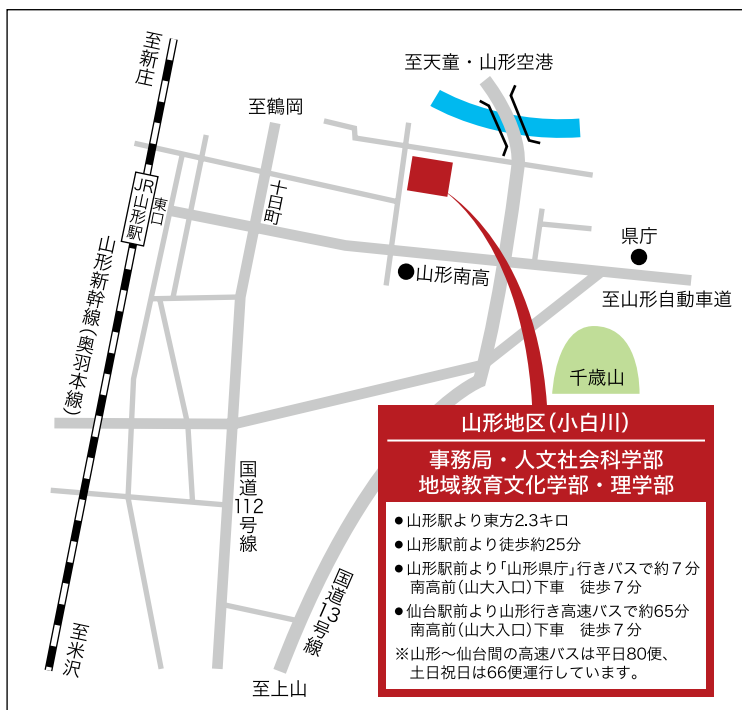 至新庄
至鶴岡
至天童・山形空港
JR山形駅
東口
十日町
県庁
山形南高
至山形自動車道
千歳山
山形新幹線(奥羽本線)
国道112号線
国道13号線
至米沢
至上山
山形地区(小白川)
事務局・人文社会科学部
地域教育文化学部・理学部
●山形駅より東方2.3キロ
●山形駅前より徒歩約25分
●山形駅前より「山形県庁」行きバスで約7分
南高前(山大入口)下車　徒歩7分
●仙台駅前より山形行き高速バスで約65分
南高前(山大入口)下車　徒歩7分
※山形〜仙台間の高速バスは平日80便、
土日祝日は66便運行しています。